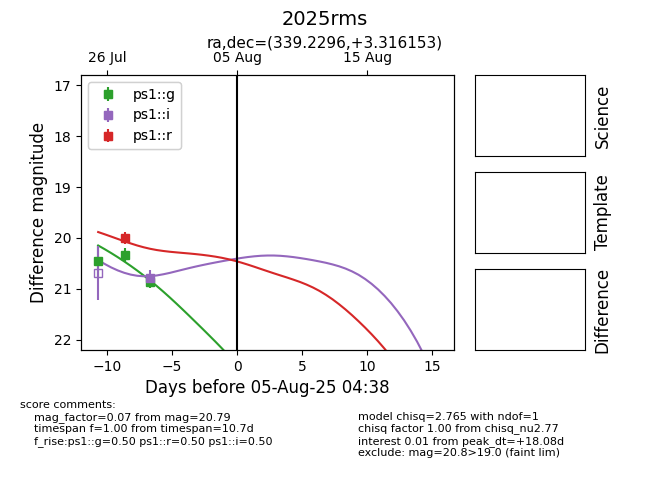 2025rms
ra,dec=(339.2296,+3.316153)
26 Jul
05 Aug
15 Aug
ps1::g
ps1::i
ps1::r
17
18
19
20
21
22
Difference magnitude
−10
−5
0
5
10
15
Days before 05-Aug-25 04:38
Science
Template
Difference
score comments:
mag_factor=0.07 from mag=20.79
timespan f=1.00 from timespan=10.7d
f_rise:ps1::g=0.50 ps1::r=0.50 ps1::i=0.50
model chisq=2.765 with ndof=1
chisq factor 1.00 from chisq_nu2.77
interest 0.01 from peak_dt=+18.08d
exclude: mag=20.8>19.0 (faint lim)